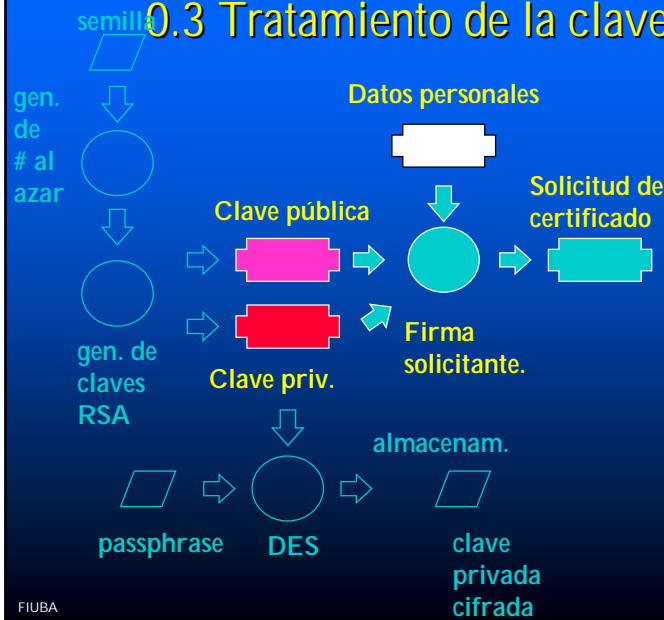 0.3 Tratamiento de la clave
semilla
gen.
de
# al
azar
Datos personales
Clave pública
Solicitud de
certificado
gen. de
claves
RSA
Clave priv.
Firma
solicitante.
almacenam.
passphrase
DES
clave
privada
cifrada
FIUBA